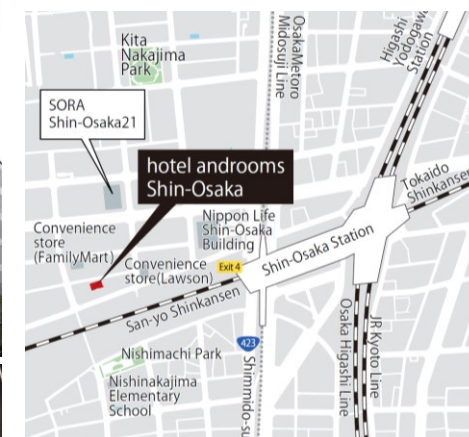 Kita
Nakajima
Park
OsakaMetoro
Midosuji Line
Higashi
Yodogawa
Station
SORA
Shin-Osaka21
hotel androoms
Shin-Osaka
Tokaido
Shinkansen
Nippon Life
Shin-Osaka
Building
Convenience
store
(FamilyMart)
Convenience
store(Lawson)
Exit 4
Shin-Osaka Station
San-yo Shinkansen
Nishimachi Park
Nishinakajima
Elementary
School
423
Shimmido-su
Osaka Higashi Line
JR Kyoto Line